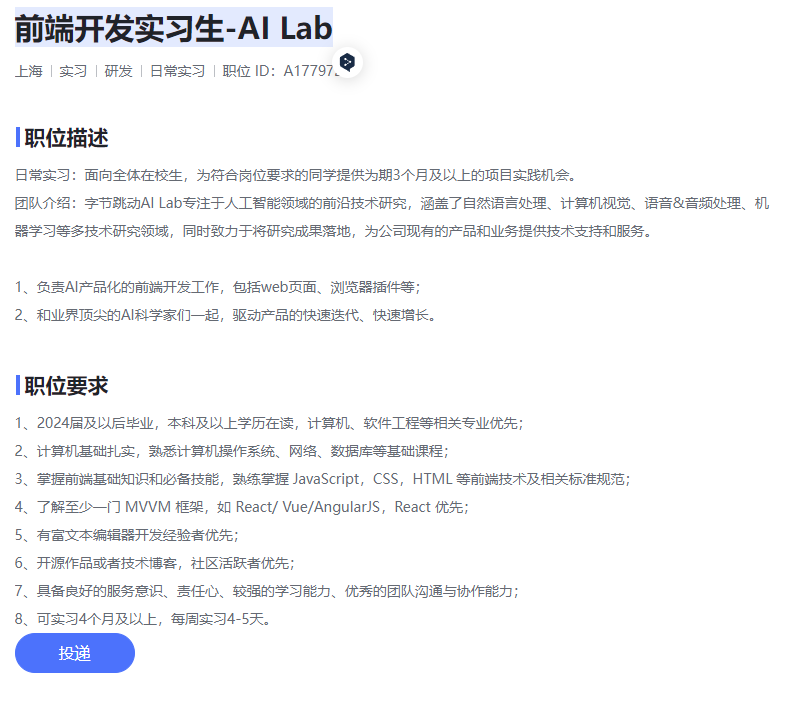 前端开发实习生-AI Lab
上海 | 实习 | 研发 | 日常实习 | 职位 ID：A17797
职位描述
日常实习：面向全体在校生，为符合岗位要求的同学提供为期3个月及以上的项目实践机会。
团队介绍：字节跳动AI Lab专注于人工智能领域的前沿技术研究，涵盖了自然语言处理、计算机视觉、语音&音频处理、机
器学习等多技术研究领域，同时致力于将研究成果落地，为公司现有的产品和业务提供技术支持和服务。
1、负责AI产品化的前端开发工作，包括web页面、浏览器插件等；
2、和业界顶尖的AI科学家们一起，驱动产品的快速迭代、快速增长。
职位要求
1、2024届及以后毕业，本科及以上学历在读，计算机、软件工程等相关专业优先；
2、计算机基础扎实，熟悉计算机操作系统、网络、数据库等基础课程；
3、掌握前端基础知识和必备技能，熟练掌握 JavaScript，CSS，HTML 等前端技术及相关标准规范；
4、了解至少一门 MVVM 框架，如 React/ Vue/AngularJS，React 优先；
5、有富文本编辑器开发经验者优先；
6、开源作品或者技术博客，社区活跃者优先；
7、具备良好的服务意识、责任心、较强的学习能力、优秀的团队沟通与协作能力；
8、可实习4个月及以上，每周实习4-5天。
投递